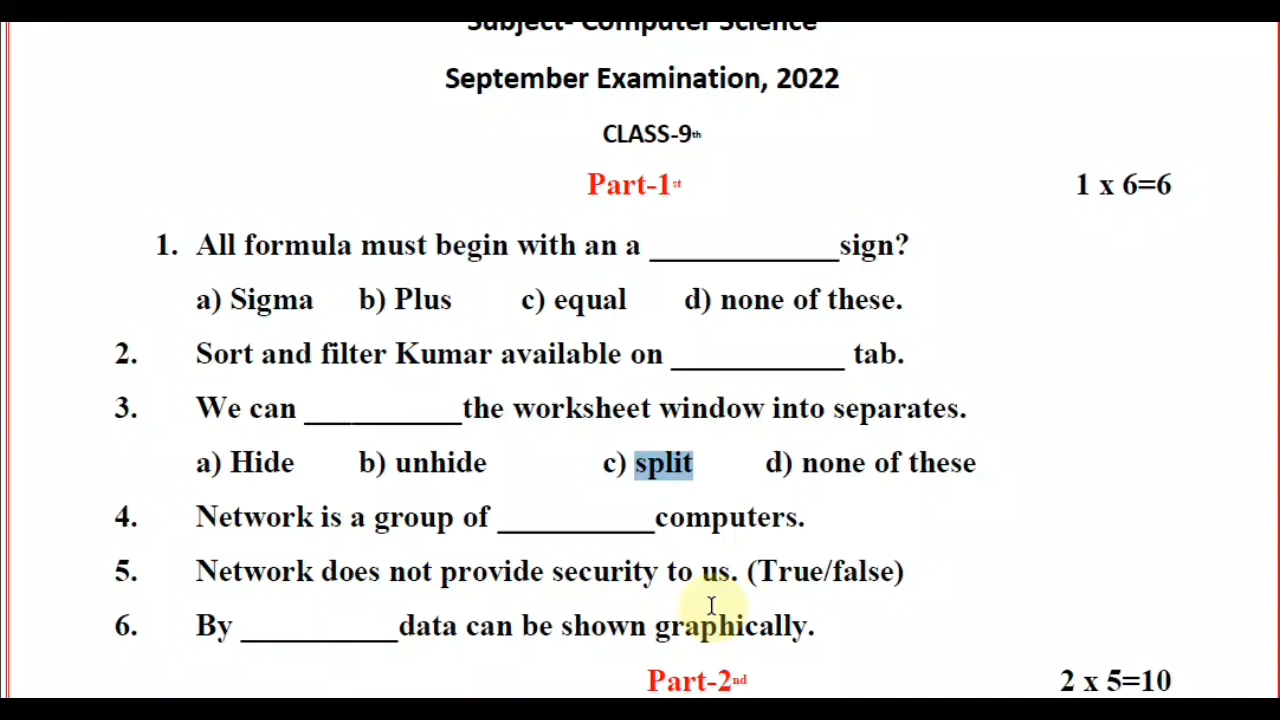 Subject- Computer Science
September Examination, 2022
CLASS-9th
Part-1st 1 x 6=6
1. All formula must begin with an a ____________sign?
a) Sigma b) Plus c) equal d) none of these.
2. Sort and filter Kumar available on ___________ tab.
3. We can __________the worksheet window into separates.
a) Hide b) unhide c) split d) none of these
4. Network is a group of __________computers.
5. Network does not provide security to us. (True/false)
6. By __________data can be shown graphically.
Part-2nd 2 x 5=10